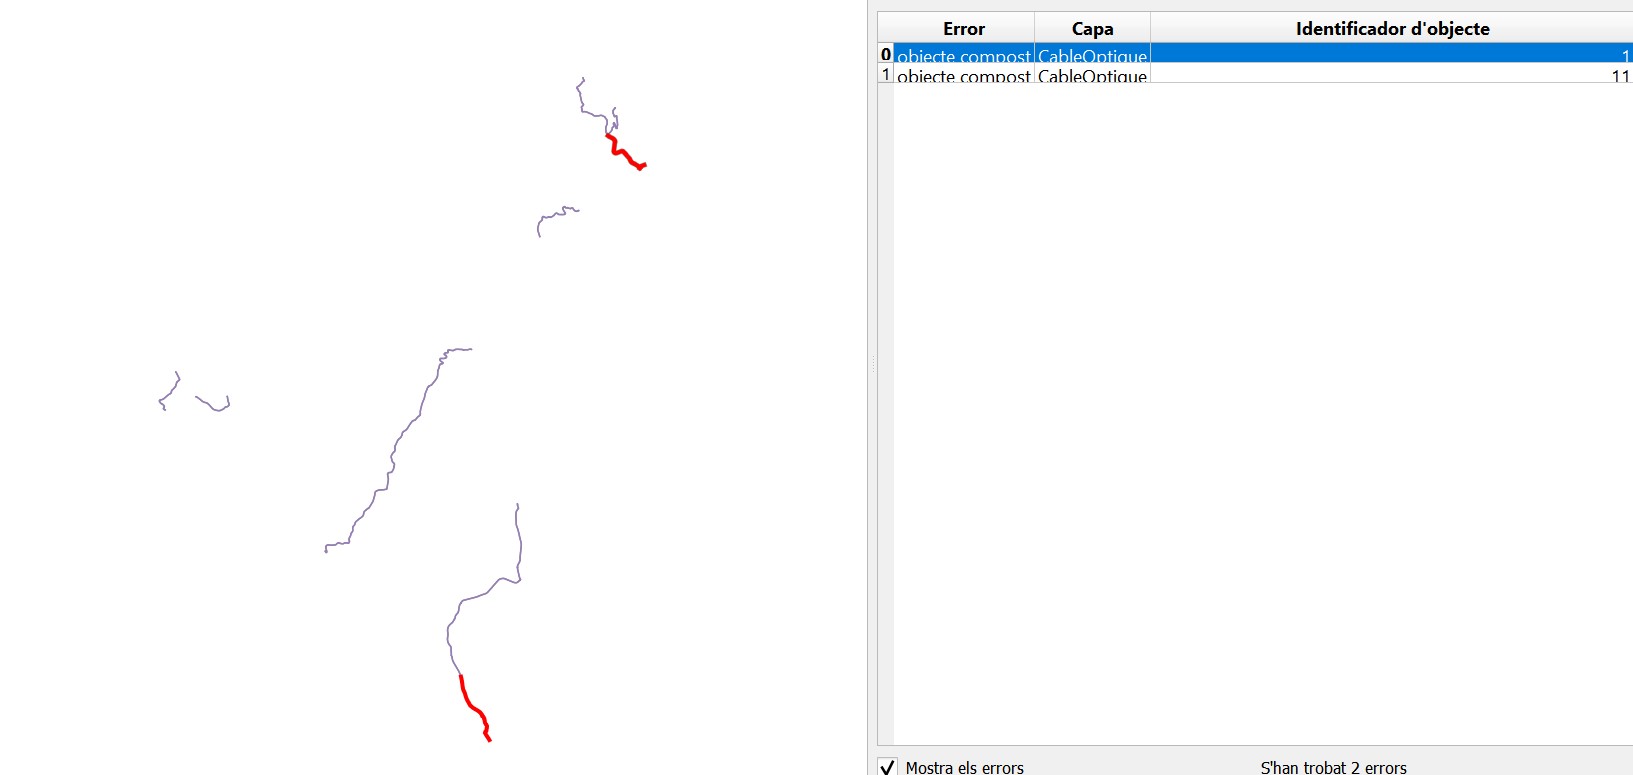 Error Capa Identificador d'objecte
0 objecte compost CableOptique 1
1 objecte compost CableOptique 11
Mostra els errors S'han trobat 2 errors